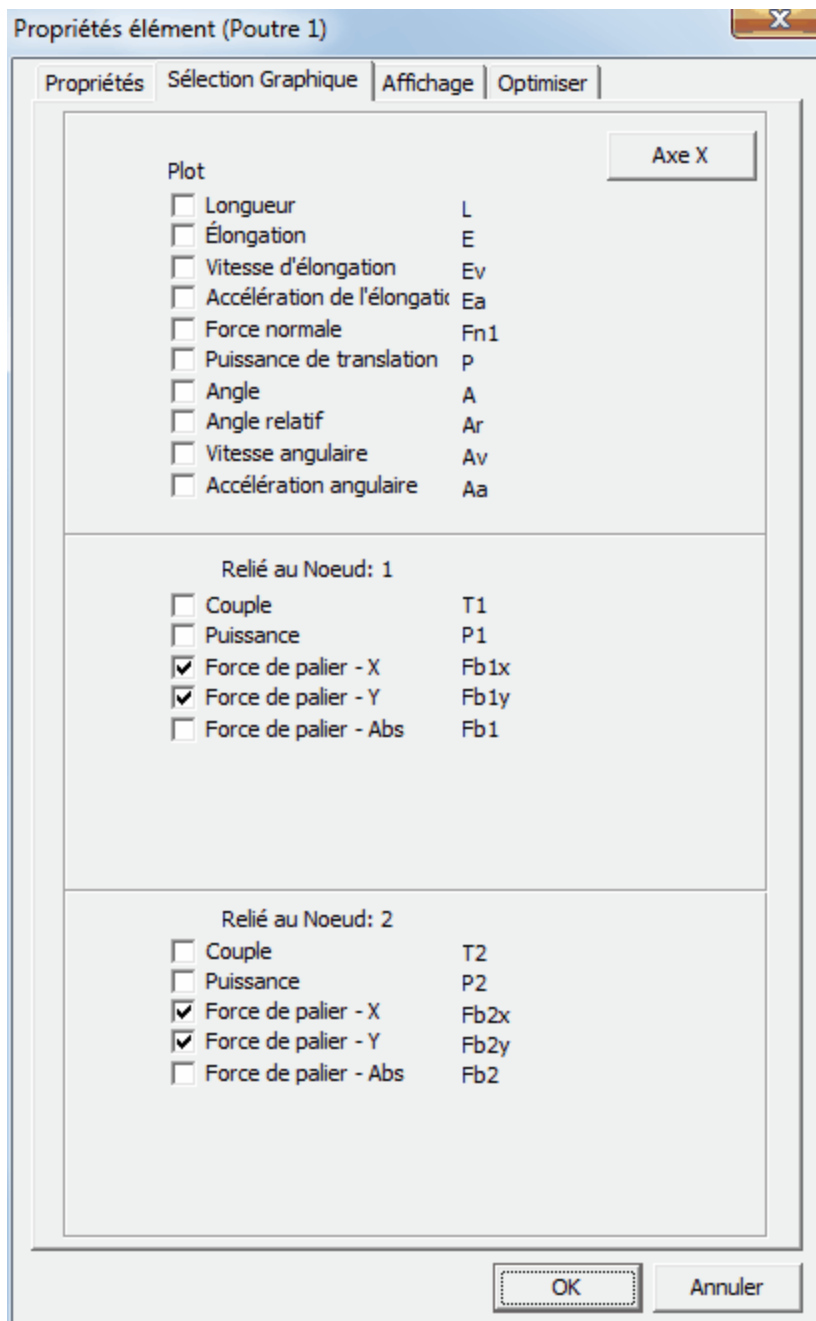 Propriétés élément (Poutre 1)
Propriétés Sélection Graphique Affichage Optimiser
Axe X
Plot
Longueur L
Élongation E
Vitesse d'élongation Ev
Accélération de l'élongatic Ea
Force normale Fn1
Puissance de translation P
Angle A
Angle relatif Ar
Vitesse angulaire Av
Accélération angulaire Aa
Relié au Noeud: 1
Couple T1
Puissance P1
Force de palier - X Fb1x
Force de palier - Y Fb1y
Force de palier - Abs Fb1
Relié au Noeud: 2
Couple T2
Puissance P2
Force de palier - X Fb2x
Force de palier - Y Fb2y
Force de palier - Abs Fb2
OK Annuler